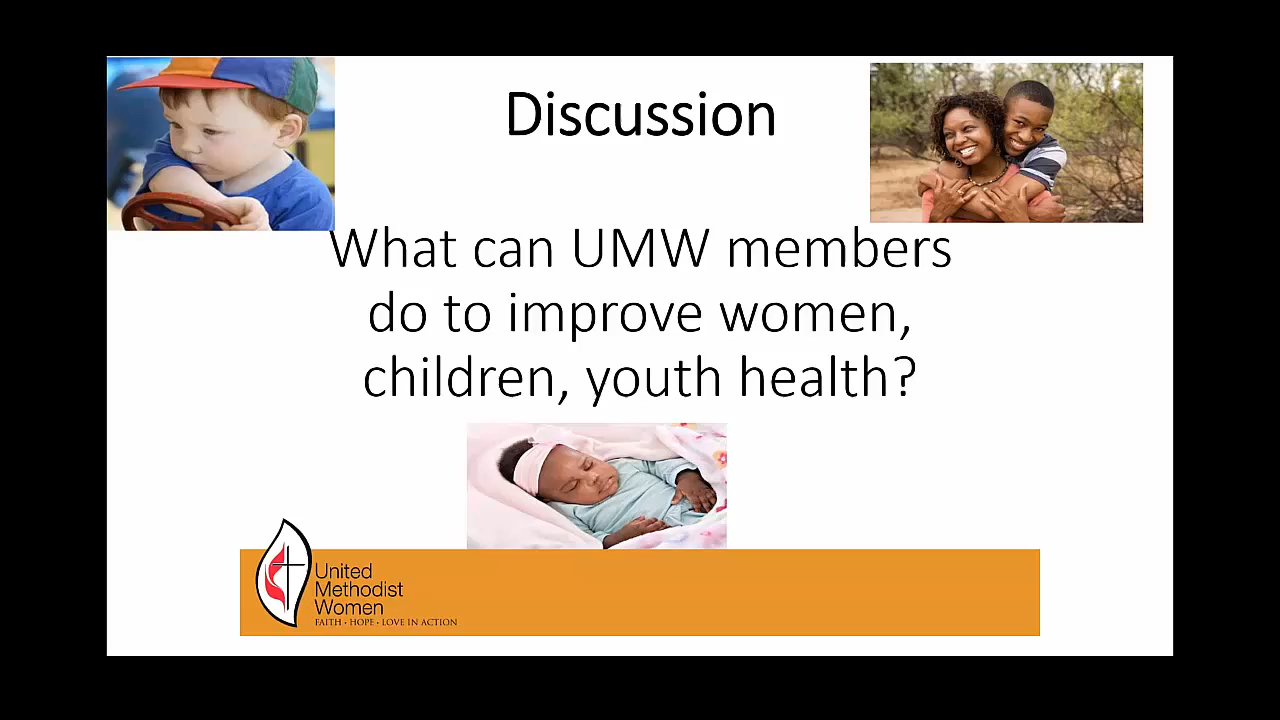 Discussion
What can UMW members
do to improve women,
children, youth health?
United
Methodist
Women
FAITH • HOPE • LOVE IN ACTION